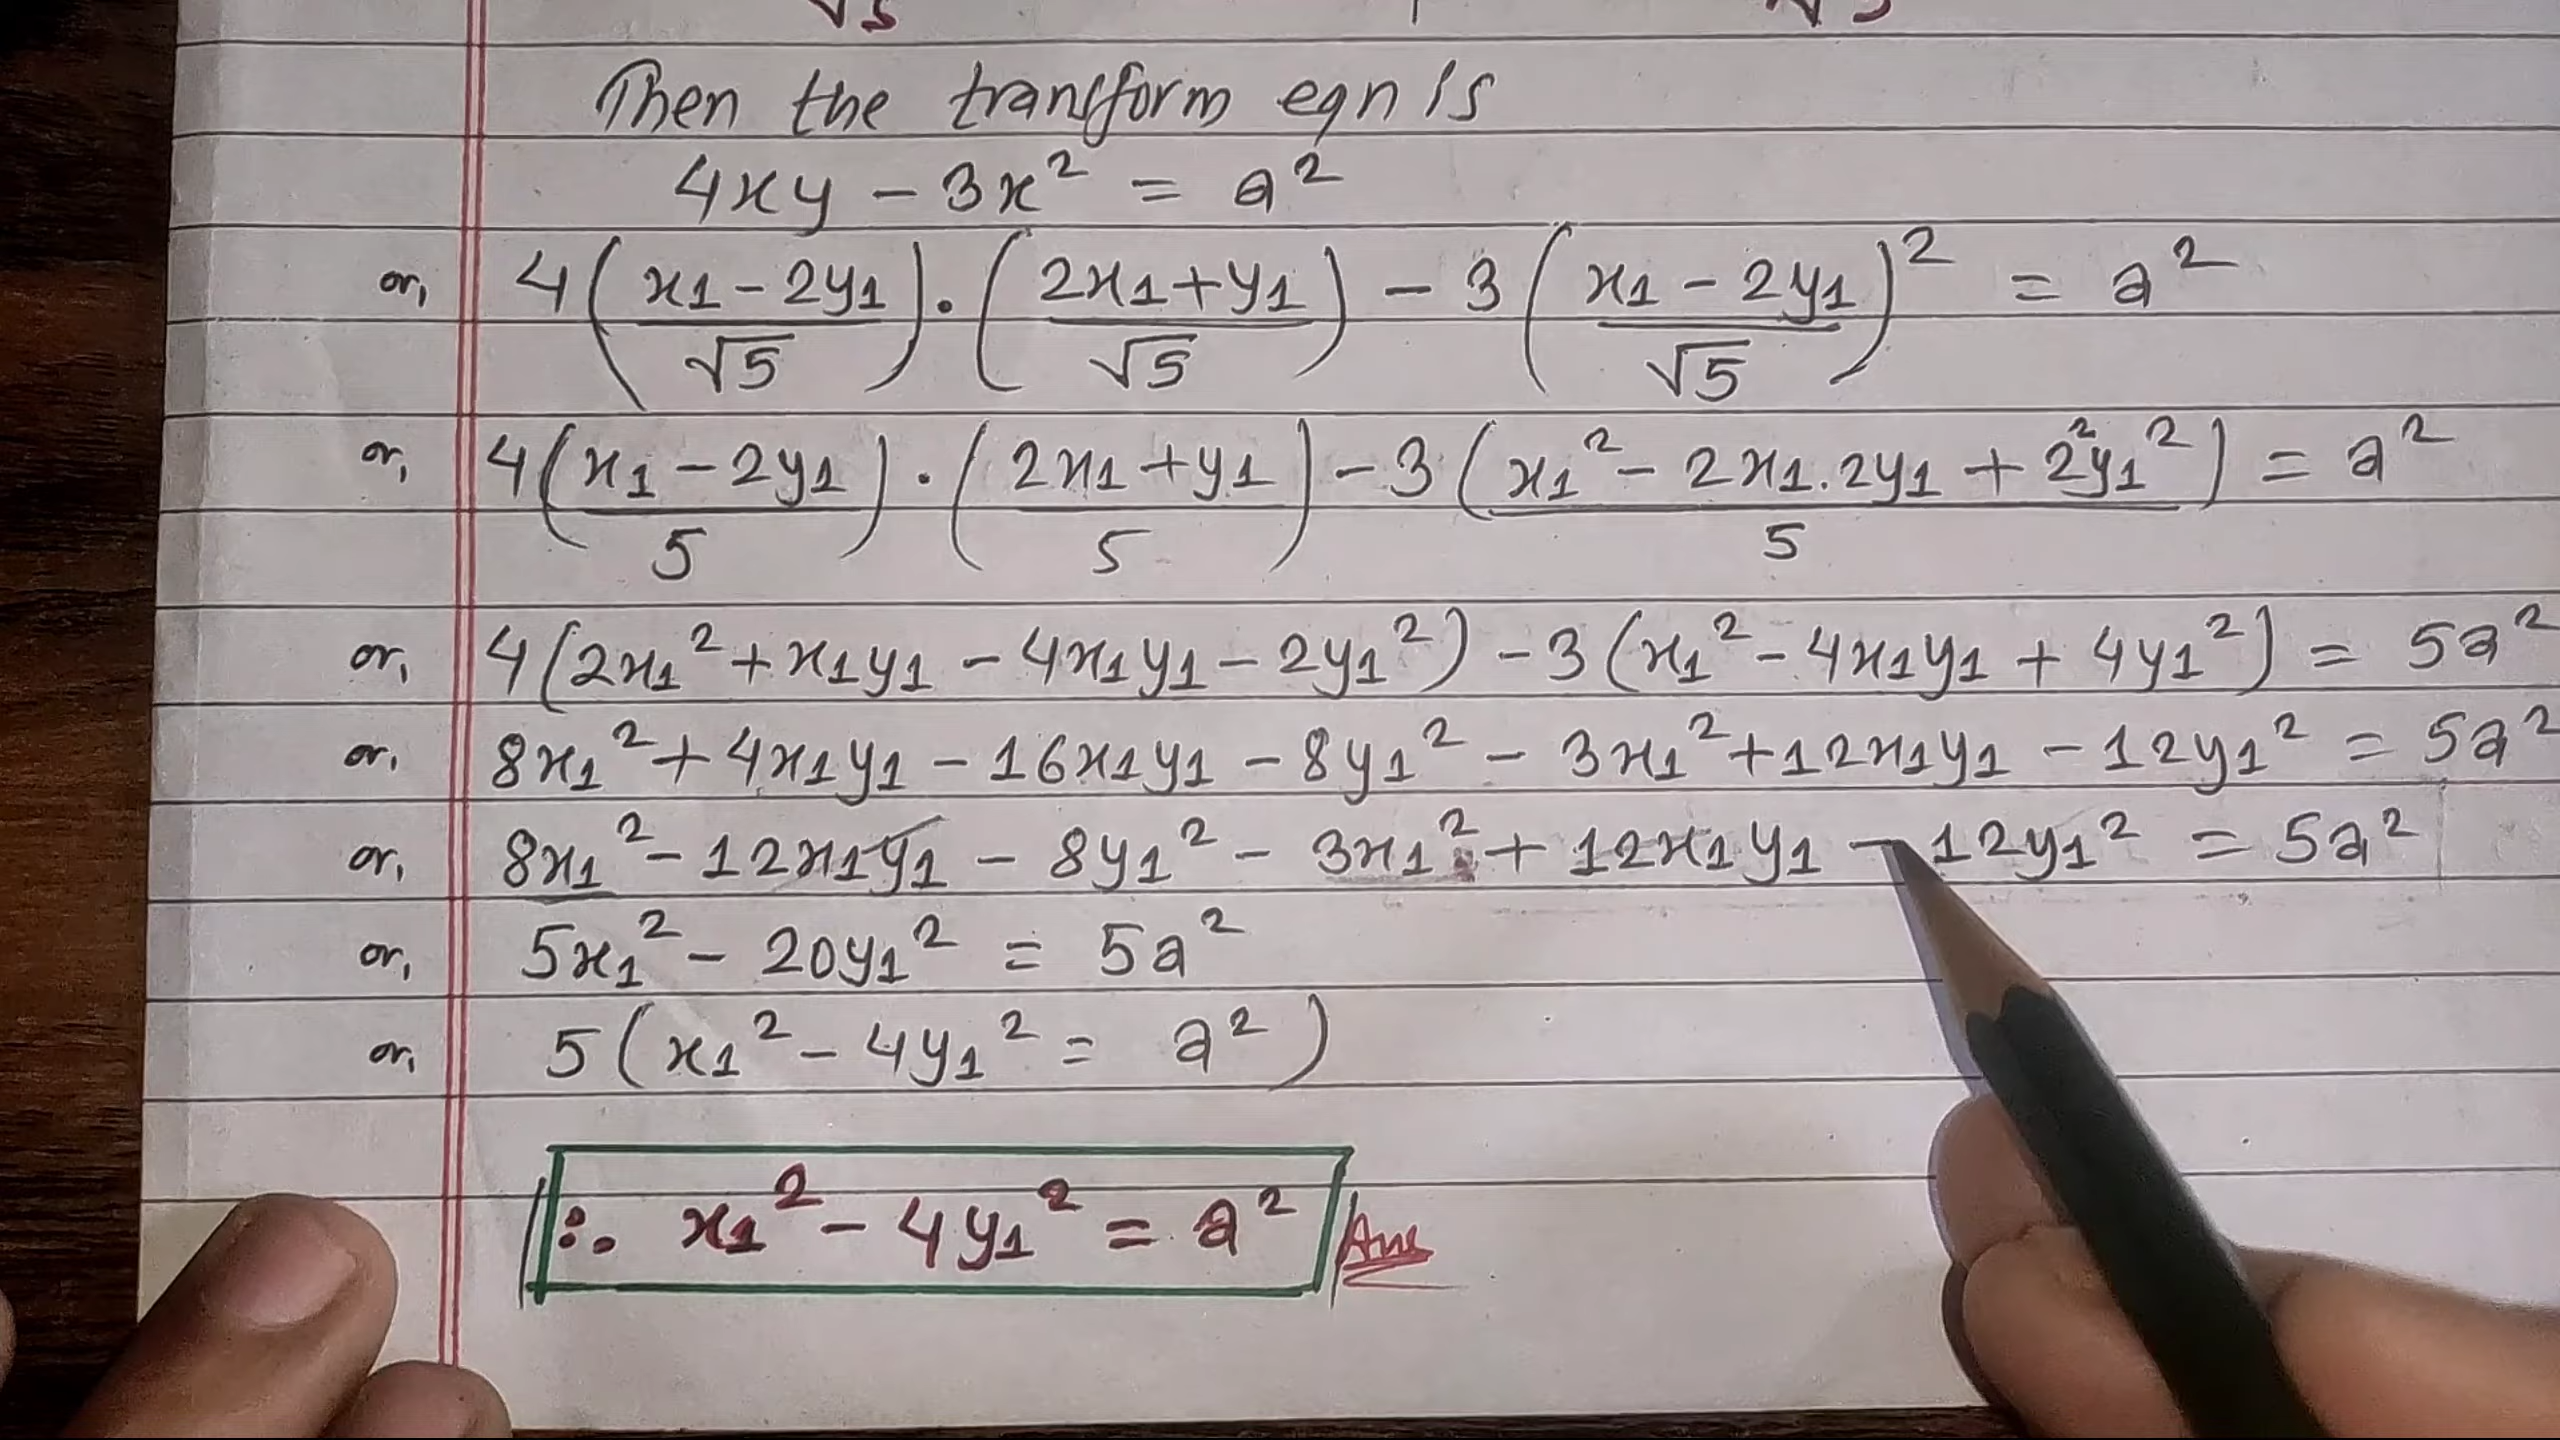 √5 √5
Then the transform eqn is
4xy - 3x² = a²
or, 4((x₁ - 2y₁)/√5) . ((2x₁ + y₁)/√5) - 3((x₁ - 2y₁)/√5)² = a²
or, 4((x₁ - 2y₁)/5) . ((2x₁ + y₁)/5) - 3((x₁² - 2x₁.2y₁ + 2²y₁²)/5) = a²
or, 4(2x₁² + x₁y₁ - 4x₁y₁ - 2y₁²) - 3(x₁² - 4x₁y₁ + 4y₁²) = 5a²
or, 8x₁² + 4x₁y₁ - 16x₁y₁ - 8y₁² - 3x₁² + 12x₁y₁ - 12y₁² = 5a²
or, 8x₁² - 12x₁y₁ - 8y₁² - 3x₁² + 12x₁y₁ - 12y₁² = 5a²
or, 5x₁² - 20y₁² = 5a²
or, 5(x₁² - 4y₁² = a²)
∴ x₁² - 4y₁² = a² Ans